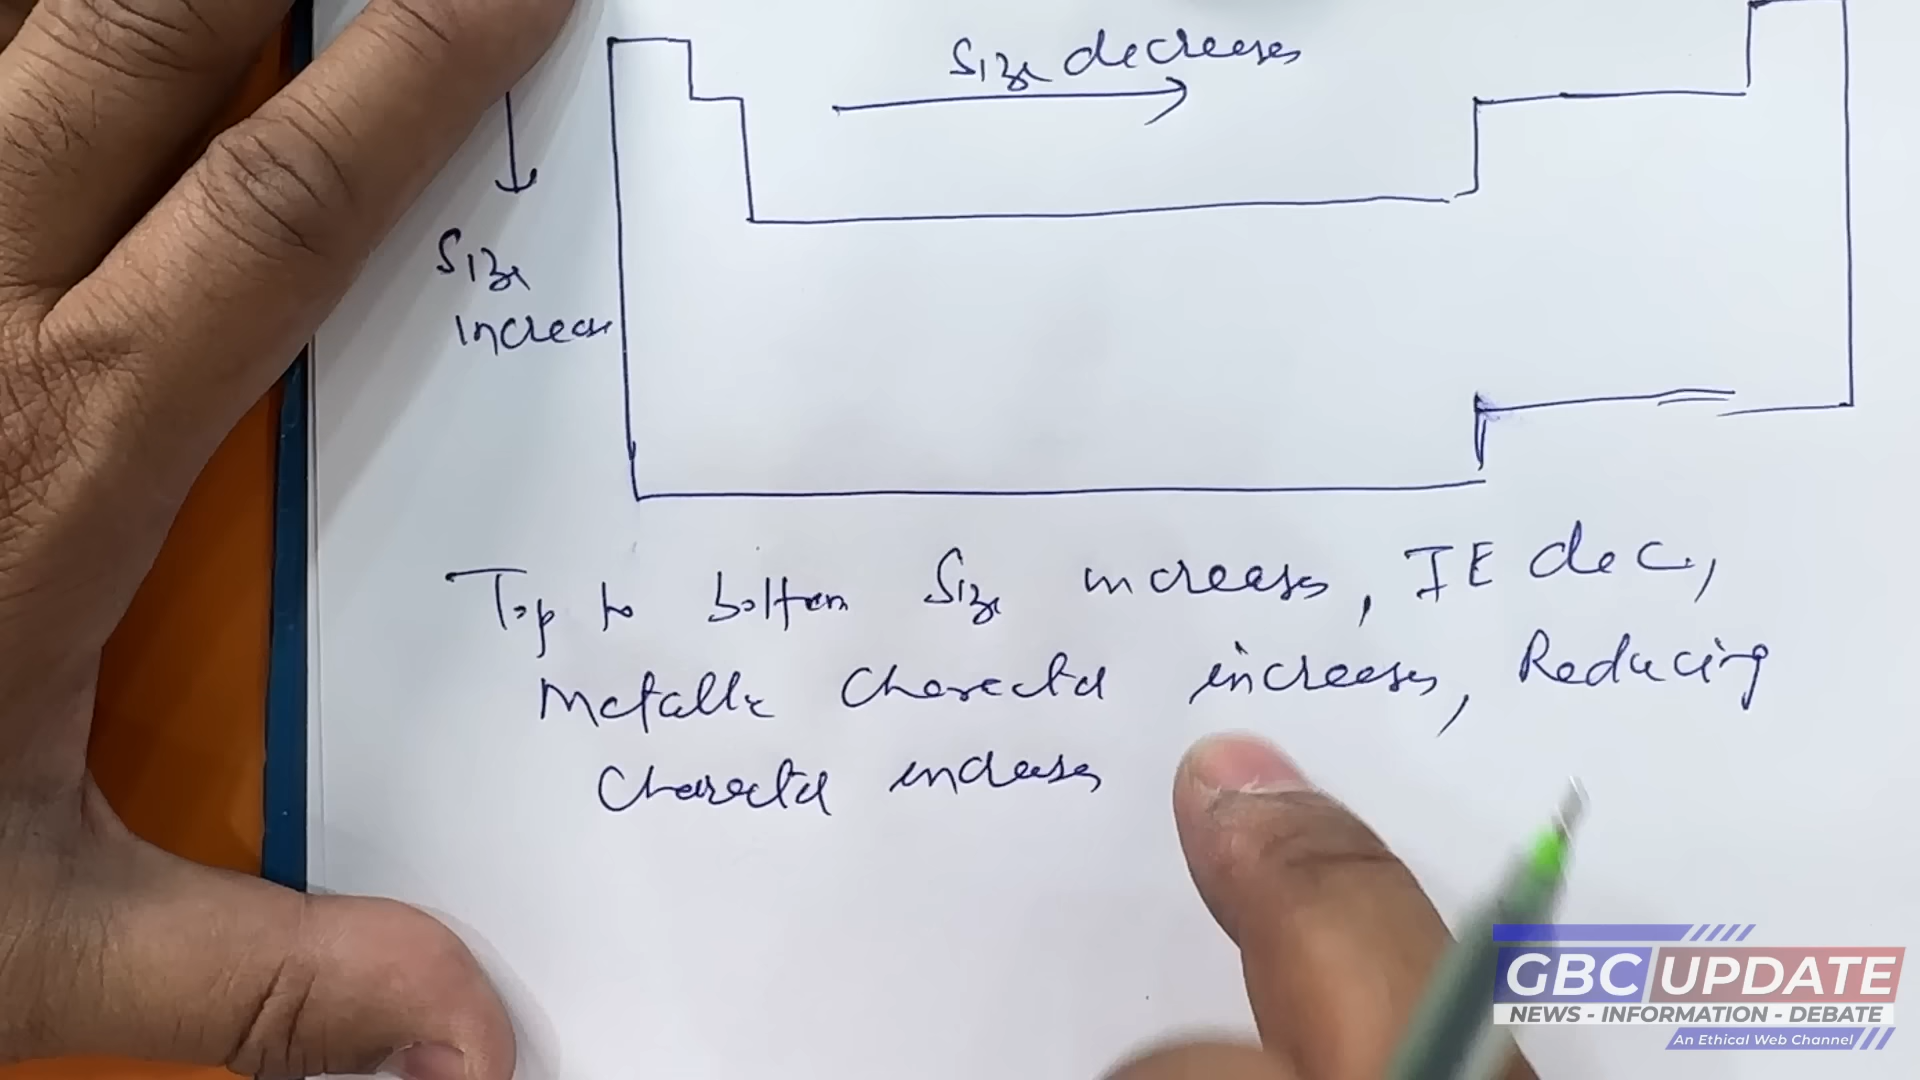 Size decreases
Size
increase
Top to bottom Size increases, IE dec,
Metallic Character increases, Reducing
Character increases
GBC UPDATE
NEWS - INFORMATION - DEBATE
An Ethical Web Channel